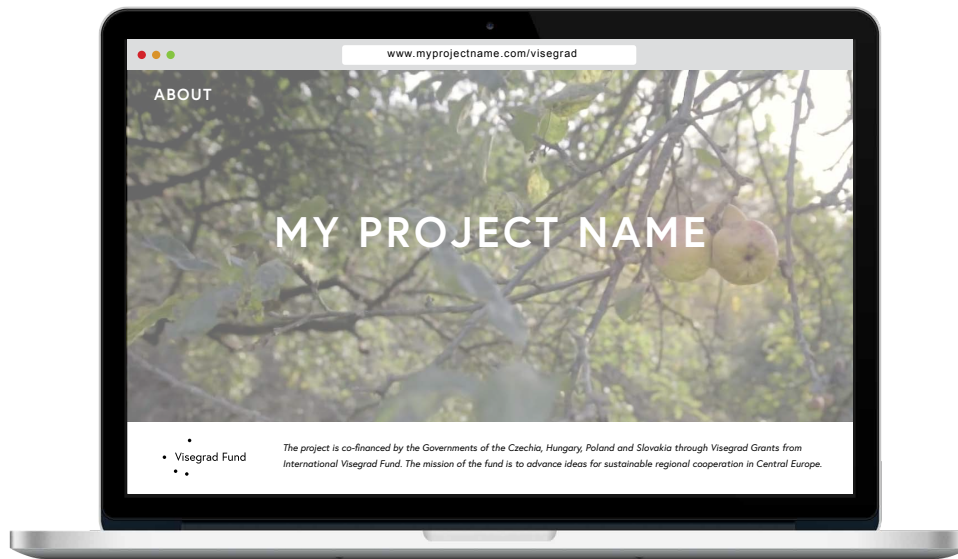 www.myprojectname.com/visegrad
ABOUT
MY PROJECT NAME
Visegrad Fund
The project is co-financed by the Governments of the Czechia, Hungary, Poland and Slovakia through Visegrad Grants from
International Visegrad Fund. The mission of the fund is to advance ideas for sustainable regional cooperation in Central Europe.